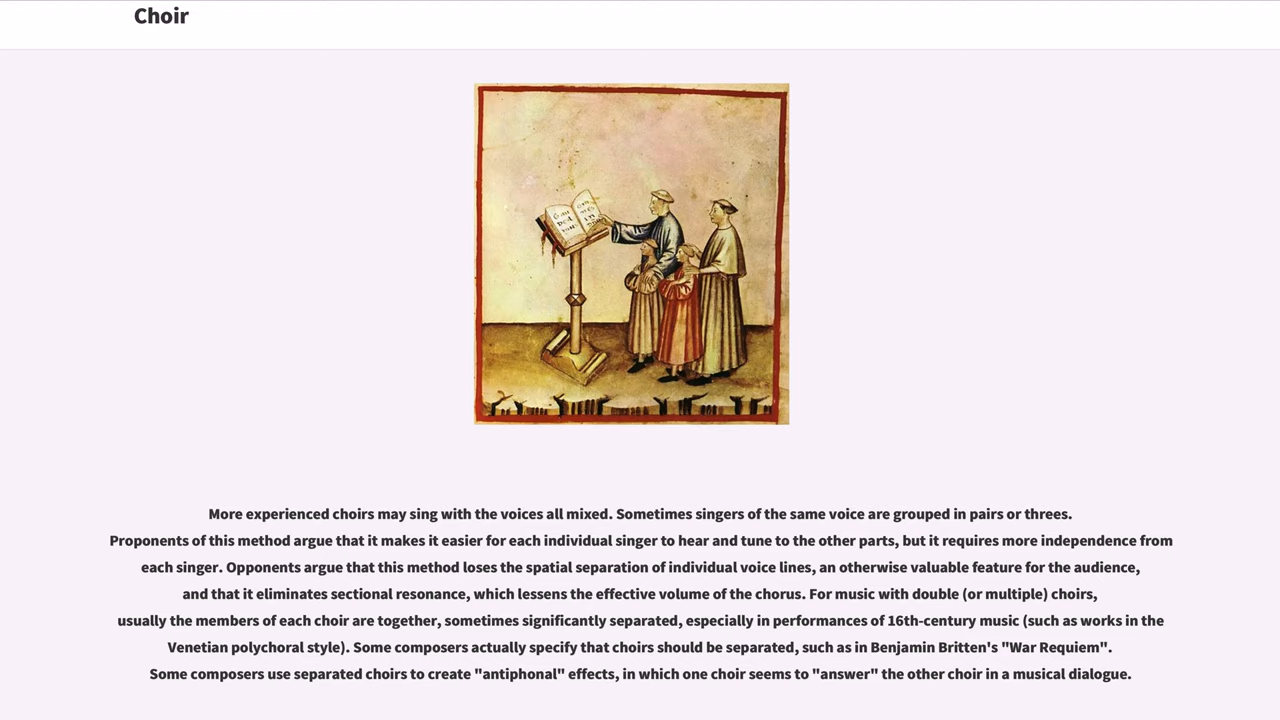 Choir
More experienced choirs may sing with the voices all mixed. Sometimes singers of the same voice are grouped in pairs or threes.
Proponents of this method argue that it makes it easier for each individual singer to hear and tune to the other parts, but it requires more independence from
each singer. Opponents argue that this method loses the spatial separation of individual voice lines, an otherwise valuable feature for the audience,
and that it eliminates sectional resonance, which lessens the effective volume of the chorus. For music with double (or multiple) choirs,
usually the members of each choir are together, sometimes significantly separated, especially in performances of 16th-century music (such as works in the
Venetian polychoral style). Some composers actually specify that choirs should be separated, such as in Benjamin Britten's "War Requiem".
Some composers use separated choirs to create "antiphonal" effects, in which one choir seems to "answer" the other choir in a musical dialogue.